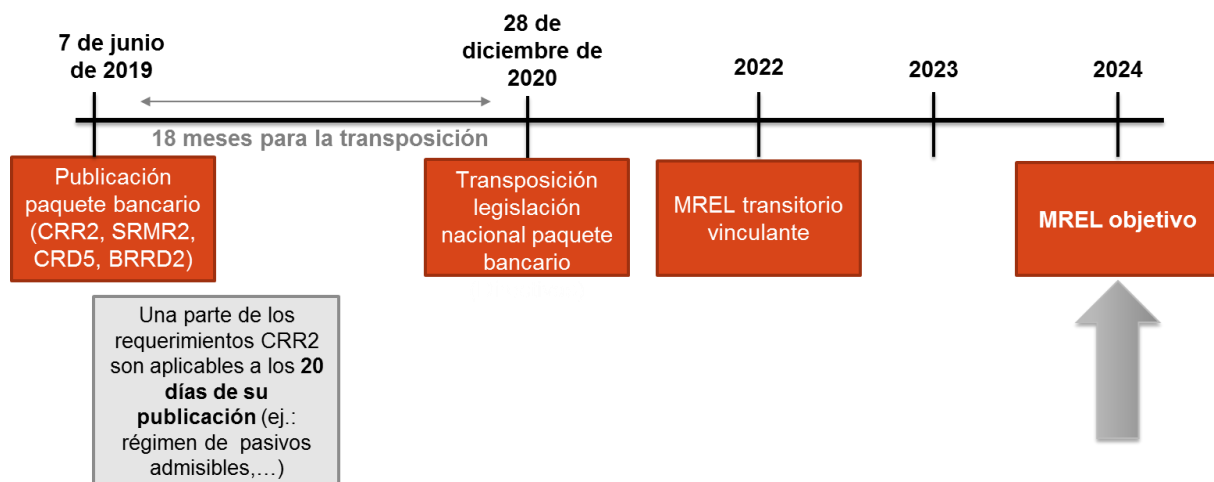 7 de junio
de 2019
28 de
diciembre de
2020
2022
2023
2024
18 meses para la transposición
Publicación
paquete bancario
(CRR2, SRMR2,
CRD5, BRRD2)
Transposición
legislación
nacional paquete
bancario
MREL transitorio
vinculante
MREL objetivo
Una parte de los
requerimientos CRR2
son aplicables a los 20
días de su
publicación (ej.:
régimen de pasivos
admisibles,...)